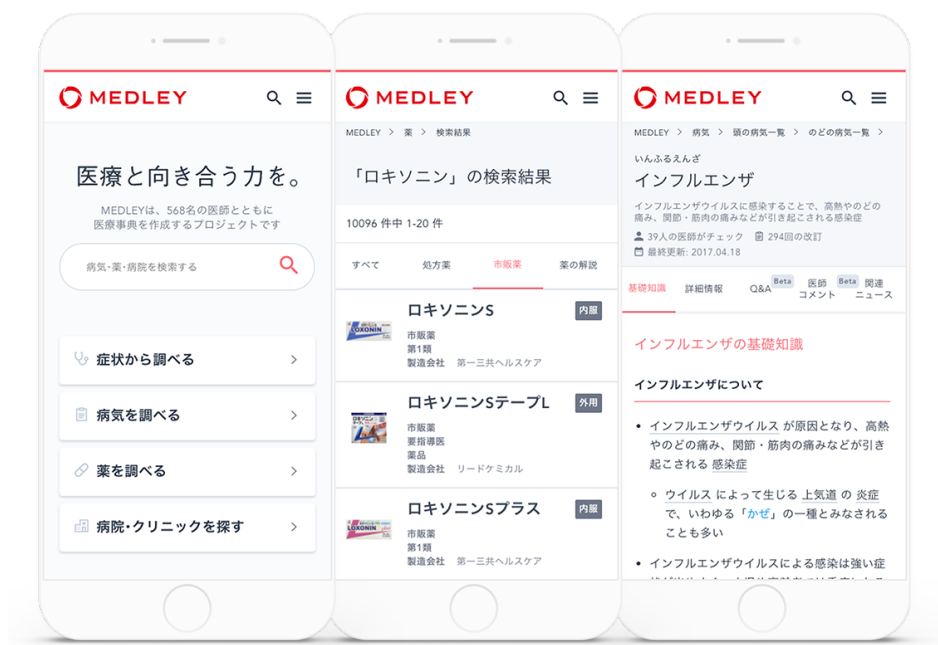 MEDLEY
医療と向き合う力を。
MEDLEYは、568名の医師とともに
医療事典を作成するプロジェクトです
病気・薬・病院を検索する
症状から調べる
病気を調べる
薬を調べる
病院・クリニックを探す
MEDLEY
MEDLEY > 薬 > 検索結果
「ロキソニン」の検索結果
10096 件中 1-20 件
すべて 処方薬 市販薬 薬の解説
ロキソニンS 内服
市販薬
第1類
製造会社 第一三共ヘルスケア
LOXONIN
ロキソニンSテープL 外用
市販薬
要指導医
薬品
製造会社 リードケミカル
ロキソニンSプラス 内服
市販薬
第1類
製造会社 第一三共ヘルスケア
LOXONIN
MEDLEY
MEDLEY > 病気 > 頭の病気一覧 > のどの病気一覧 >
いんふるえんざ
インフルエンザ
インフルエンザウイルスに感染することで、高熱やのどの
痛み、関節・筋肉の痛みなどが引き起こされる感染症
39人の医師がチェック 294回の改訂
最終更新: 2017.04.18
基礎知識 詳細情報 Q&A Beta 医師 コメント Beta 関連 ニュース
インフルエンザの基礎知識
インフルエンザについて
• インフルエンザウイルス が原因となり、高熱
やのどの痛み、関節・筋肉の痛みなどが引き
起こされる 感染症
◦ ウイルス によって生じる 上気道 の 炎症
で、いわゆる「かぜ」の一種とみなされる
ことも多い
• インフルエンザウイルスによる感染は強い症